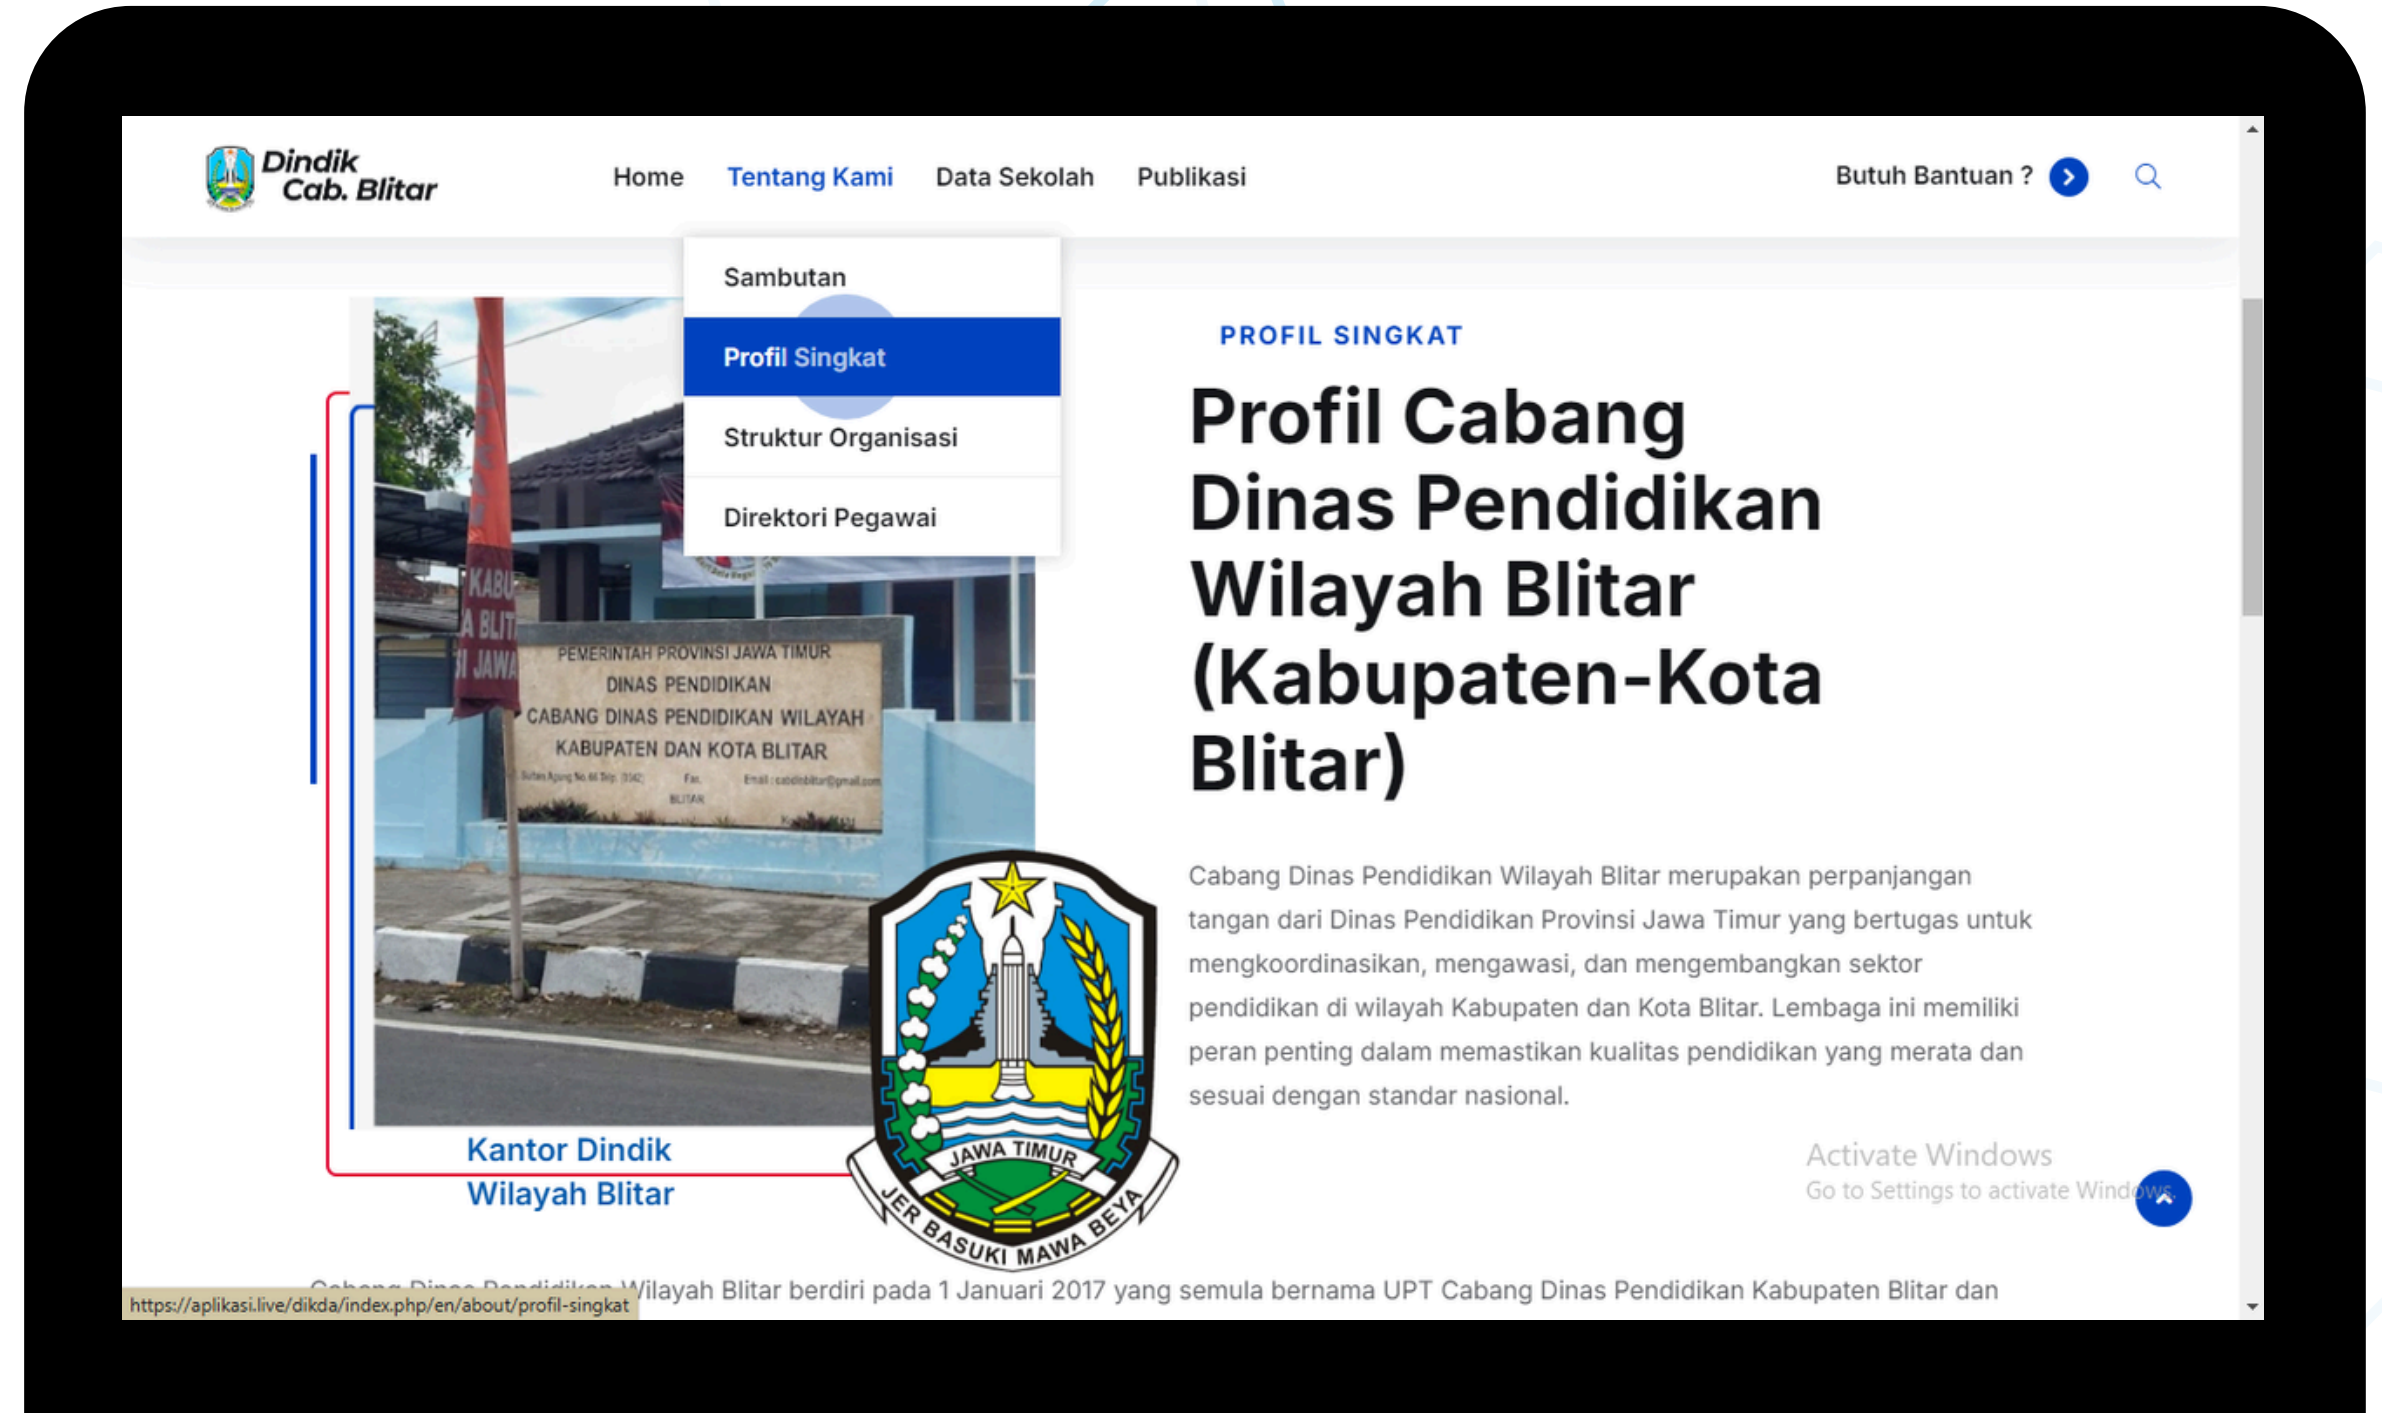 Dindik
Cab. Blitar
Home
Tentang Kami
Data Sekolah
Publikasi
Butuh Bantuan ?
Sambutan
Profil Singkat
Struktur Organisasi
Direktori Pegawai
KABU
A BLIT
SI JAWA
PEMERINTAH PROVINSI JAWA TIMUR
DINAS PENDIDIKAN
CABANG DINAS PENDIDIKAN WILAYAH
KABUPATEN DAN KOTA BLITAR
BLITAR
Kantor Dindik
Wilayah Blitar
JAWA TIMUR
JER BASUKI MAWA BEYA
PROFIL SINGKAT
Profil Cabang
Dinas Pendidikan
Wilayah Blitar
(Kabupaten-Kota
Blitar)
Cabang Dinas Pendidikan Wilayah Blitar merupakan perpanjangan
tangan dari Dinas Pendidikan Provinsi Jawa Timur yang bertugas untuk
mengkoordinasikan, mengawasi, dan mengembangkan sektor
pendidikan di wilayah Kabupaten dan Kota Blitar. Lembaga ini memiliki
peran penting dalam memastikan kualitas pendidikan yang merata dan
sesuai dengan standar nasional.
Activate Windows
Go to Settings to activate Windows.
Cabang Dinas Pendidikan Wilayah Blitar berdiri pada 1 Januari 2017 yang semula bernama UPT Cabang Dinas Pendidikan Kabupaten Blitar dan
https://aplikasi.live/dikda/index.php/en/about/profil-singkat